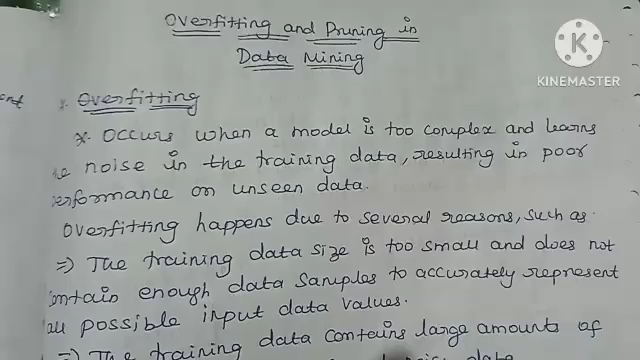 Overfitting and Pruning in
Data Mining
KINEMASTER
* Overfitting
* Occurs when a model is too complex and learns
noise in the training data, resulting in poor
erformance on unseen data.
Overfitting happens due to several reasons, such as.
=> The training data size is too small and does not
ontain enough data samples to accurately represent
all possible input data values.
=> The training data contains large amounts of
data